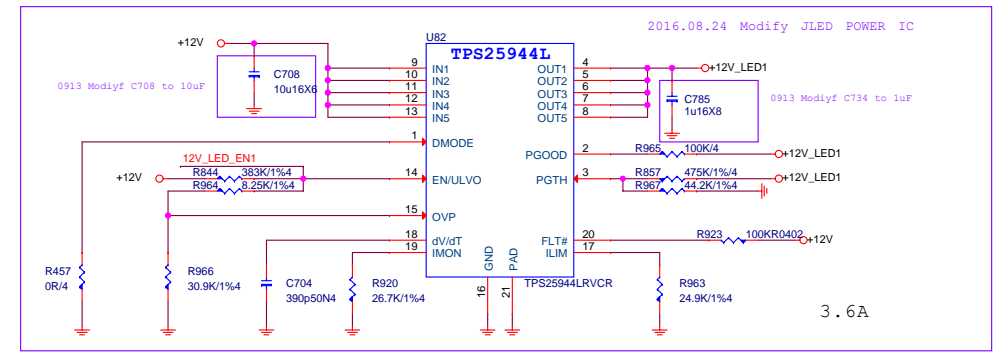 2016.08.24 Modify JLED POWER IC
U82
TPS25944L
+12V
0913 Modiyf C708 to 10uF
C708
10u16X6
9
10
11
12
13
IN1
IN2
IN3
IN4
IN5
OUT1
OUT2
OUT3
OUT4
OUT5
4
5
6
7
8
+12V_LED1
C785
1u16X8
0913 Modiyf C734 to 1uF
1
DMODE
PGOOD
2
R965
100K/4
+12V_LED1
12V_LED_EN1
+12V
R844
383K/1%4
R964
8.25K/1%4
14
EN/ULVO
PGTH
3
R857
475K/1%/4
R967
44.2K/1%4
+12V_LED1
15
OVP
18
dV/dT
19
IMON
FLT#
20
ILIM
17
R923
100KR0402
+12V
GND
PAD
16
21
TPS25944LRVCR
R457
0R/4
R966
30.9K/1%4
C704
390p50N4
R920
26.7K/1%4
R963
24.9K/1%4
3.6A